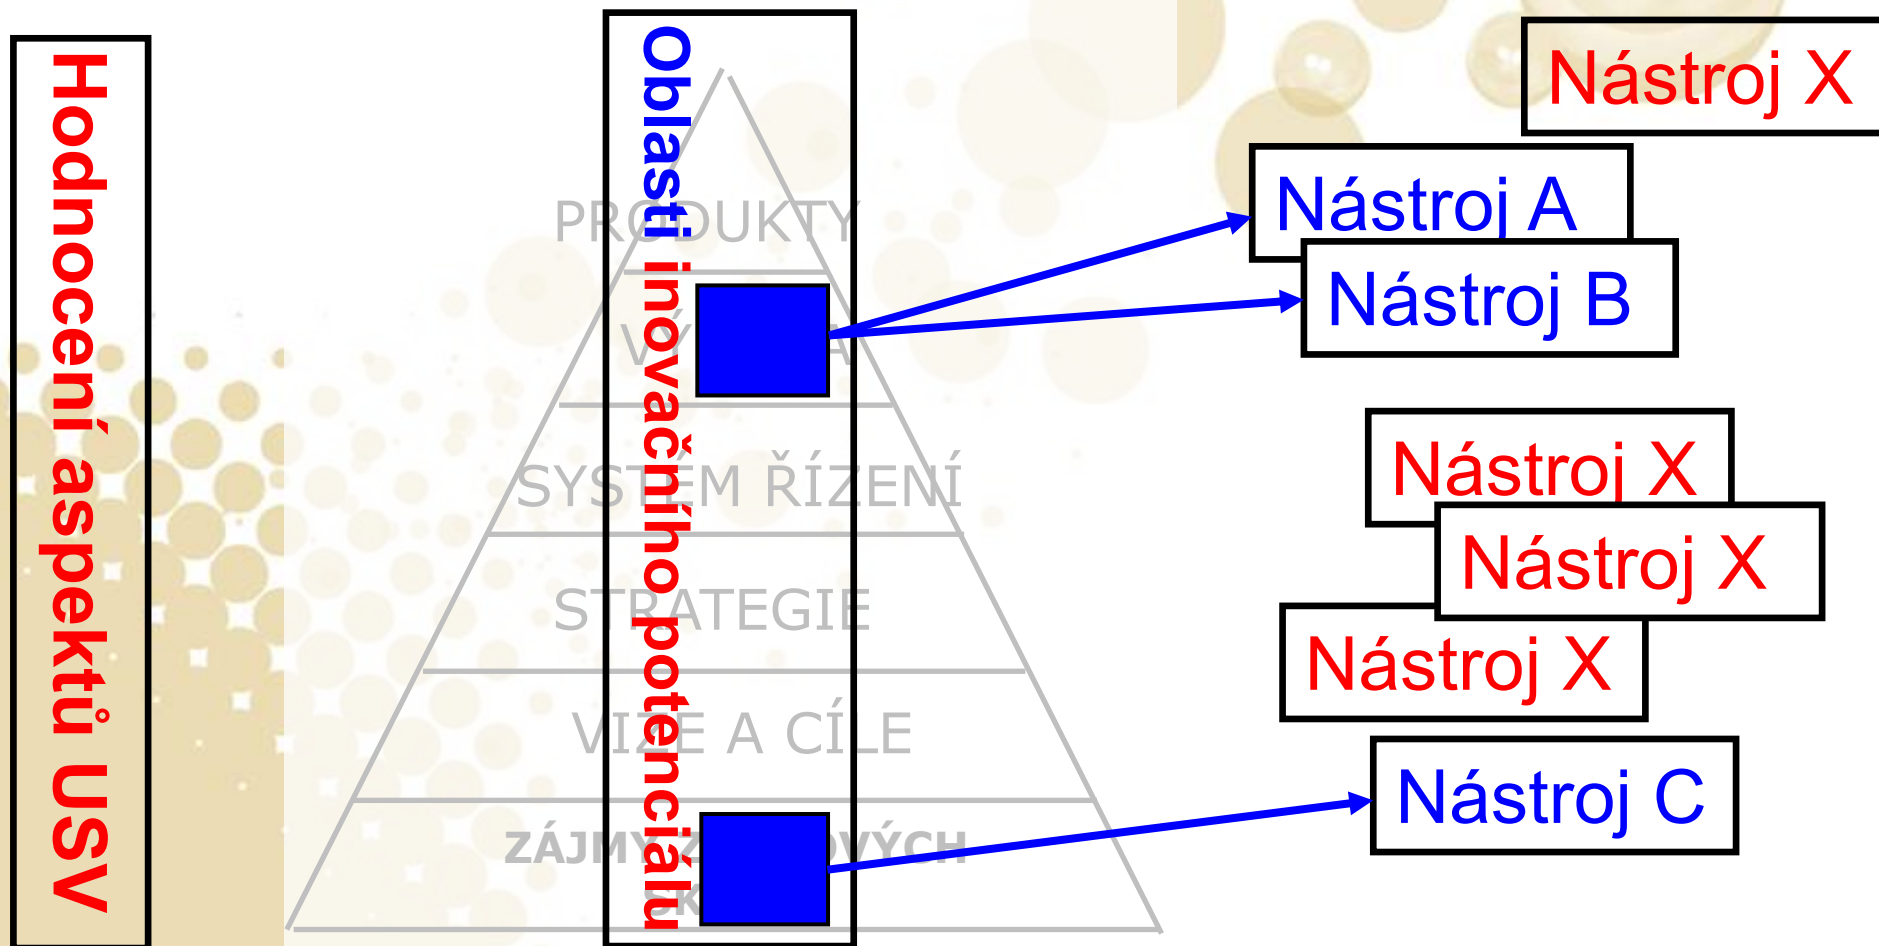 Hodnocení aspektů USV
Oblasti inovačního potenciálu
PRODUKTY
SYSTÉM ŘÍZENÍ
STRATEGIE
VIZE A CÍLE
ZÁJMY
Nástroj X
Nástroj A
Nástroj B
Nástroj X
Nástroj X
Nástroj X
Nástroj C